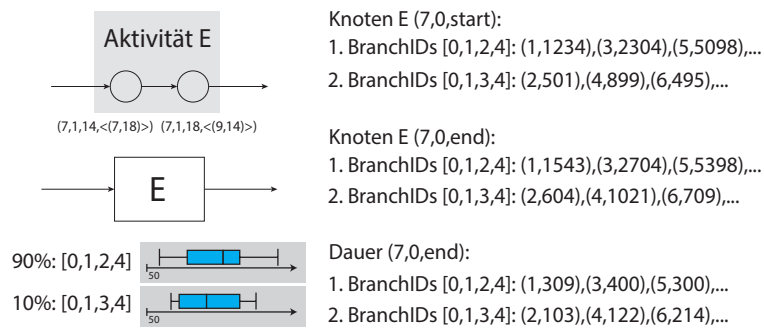 Aktivität E
(7,1,14,<(7,18)>) (7,1,18,<(9,14)>)
E
90%: [0,1,2,4]
50
10%: [0,1,3,4]
50
Knoten E (7,0,start):
1. BranchIDs [0,1,2,4]: (1,1234),(3,2304),(5,5098),...
2. BranchIDs [0,1,3,4]: (2,501),(4,899),(6,495),...
Knoten E (7,0,end):
1. BranchIDs [0,1,2,4]: (1,1543),(3,2704),(5,5398),...
2. BranchIDs [0,1,3,4]: (2,604),(4,1021),(6,709),...
Dauer (7,0,end):
1. BranchIDs [0,1,2,4]: (1,309),(3,400),(5,300),...
2. BranchIDs [0,1,3,4]: (2,103),(4,122),(6,214),...